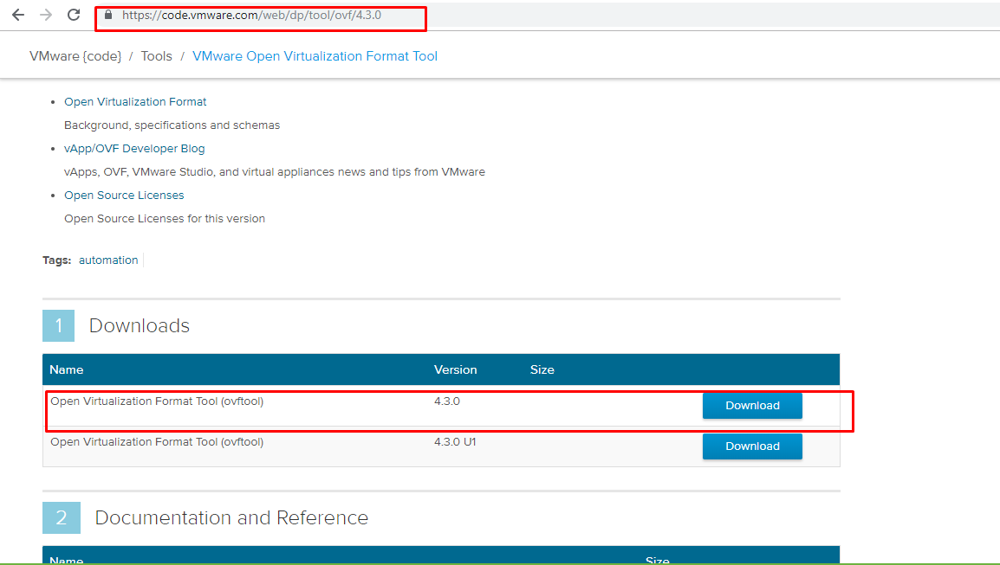 https://code.vmware.com/web/dp/tool/ovf/4.3.0
VMware {code} / Tools / VMware Open Virtualization Format Tool
• Open Virtualization Format
Background, specifications and schemas
• vApp/OVF Developer Blog
vApps, OVF, VMware Studio, and virtual appliances news and tips from VMware
• Open Source Licenses
Open Source Licenses for this version
Tags: automation
1 Downloads
Name Version Size
Open Virtualization Format Tool (ovftool) 4.3.0 Download
Open Virtualization Format Tool (ovftool) 4.3.0 U1 Download
2 Documentation and Reference
Name Size